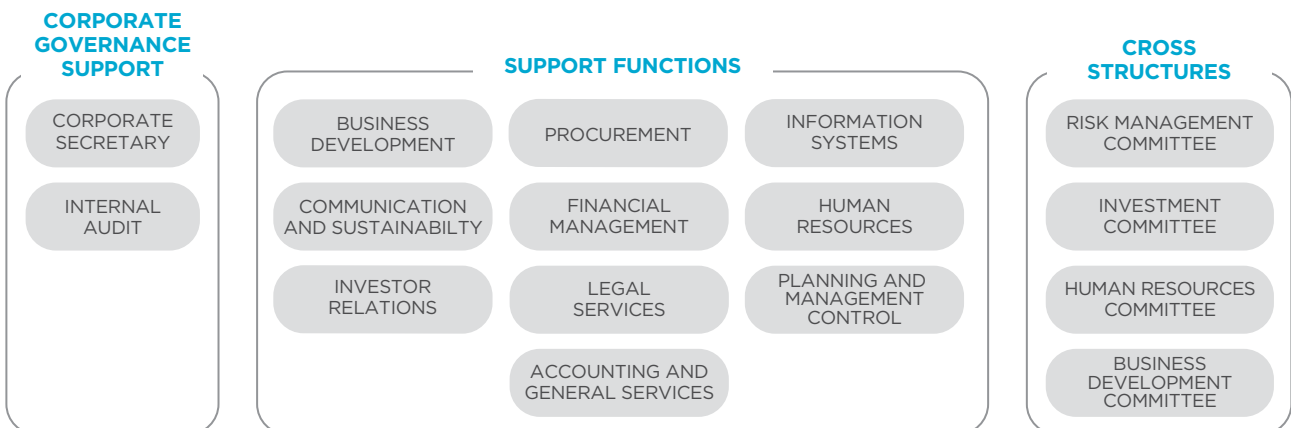 CORPORATE
GOVERNANCE
SUPPORT
CORPORATE
SECRETARY
INTERNAL
AUDIT
SUPPORT FUNCTIONS
BUSINESS
DEVELOPMENT
PROCUREMENT
INFORMATION
SYSTEMS
COMMUNICATION
AND SUSTAINABILTY
FINANCIAL
MANAGEMENT
HUMAN
RESOURCES
INVESTOR
RELATIONS
LEGAL
SERVICES
PLANNING AND
MANAGEMENT
CONTROL
ACCOUNTING AND
GENERAL SERVICES
CROSS
STRUCTURES
RISK MANAGEMENT
COMMITTEE
INVESTMENT
COMMITTEE
HUMAN RESOURCES
COMMITTEE
BUSINESS
DEVELOPMENT
COMMITTEE